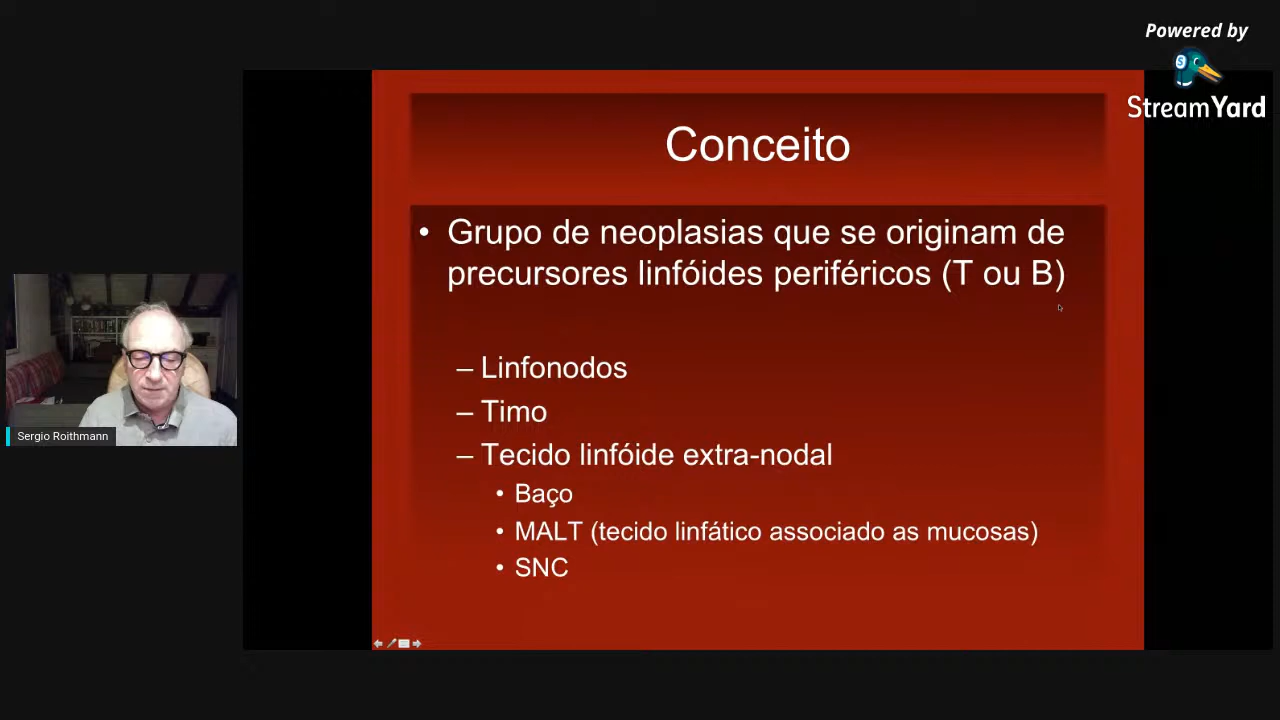 Powered by
StreamYard
Conceito
• Grupo de neoplasias que se originam de
precursores linfóides periféricos (T ou B)
– Linfonodos
– Timo
– Tecido linfóide extra-nodal
• Baço
• MALT (tecido linfático associado as mucosas)
• SNC
Sergio Roithmann